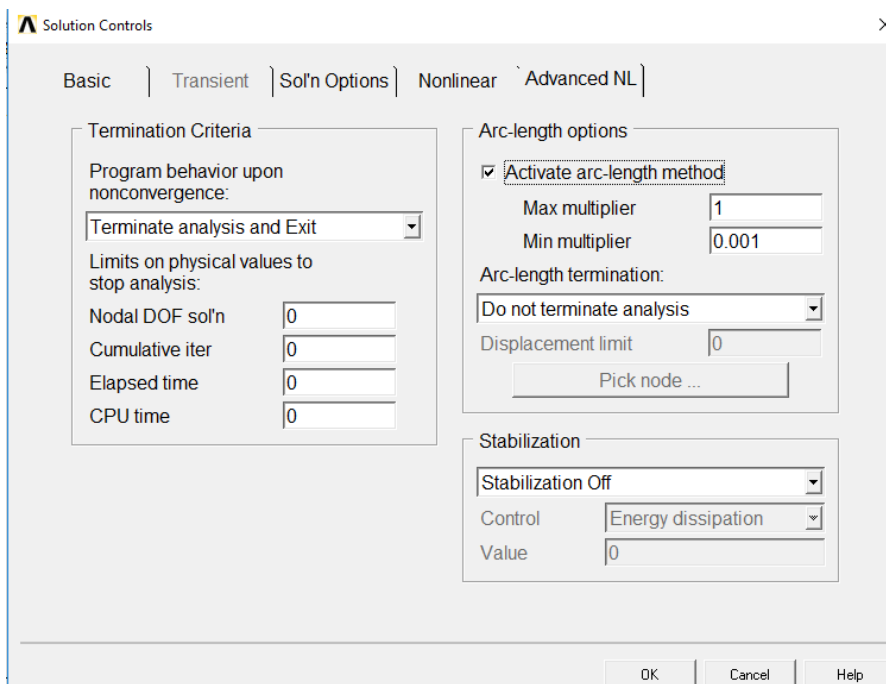 Solution Controls
Basic
Transient
Sol'n Options
Nonlinear
Advanced NL
Termination Criteria
Program behavior upon
nonconvergence:
Terminate analysis and Exit
Limits on physical values to
stop analysis:
Nodal DOF sol'n 0
Cumulative iter 0
Elapsed time 0
CPU time 0
Arc-length options
Activate arc-length method
Max multiplier 1
Min multiplier 0.001
Arc-length termination:
Do not terminate analysis
Displacement limit 0
Pick node ...
Stabilization
Stabilization Off
Control Energy dissipation
Value 0
OK
Cancel
Help